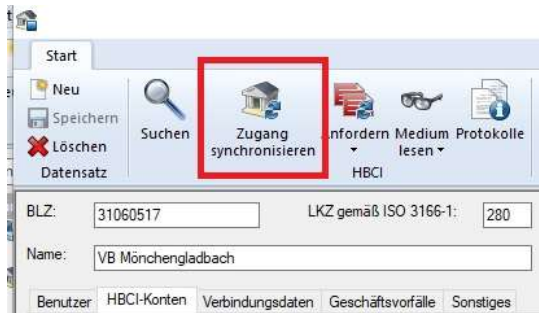 Start
Neu
Speichern
Löschen
Datensatz
Suchen
Zugang
synchronisieren
Anfordern
Medium
lesen
Protokolle
HBCI
BLZ: 31060517 LKZ gemäß ISO 3166-1: 280
Name: VB Mönchengladbach
Benutzer HBCI-Konten Verbindungsdaten Geschäftsvorfälle Sonstiges